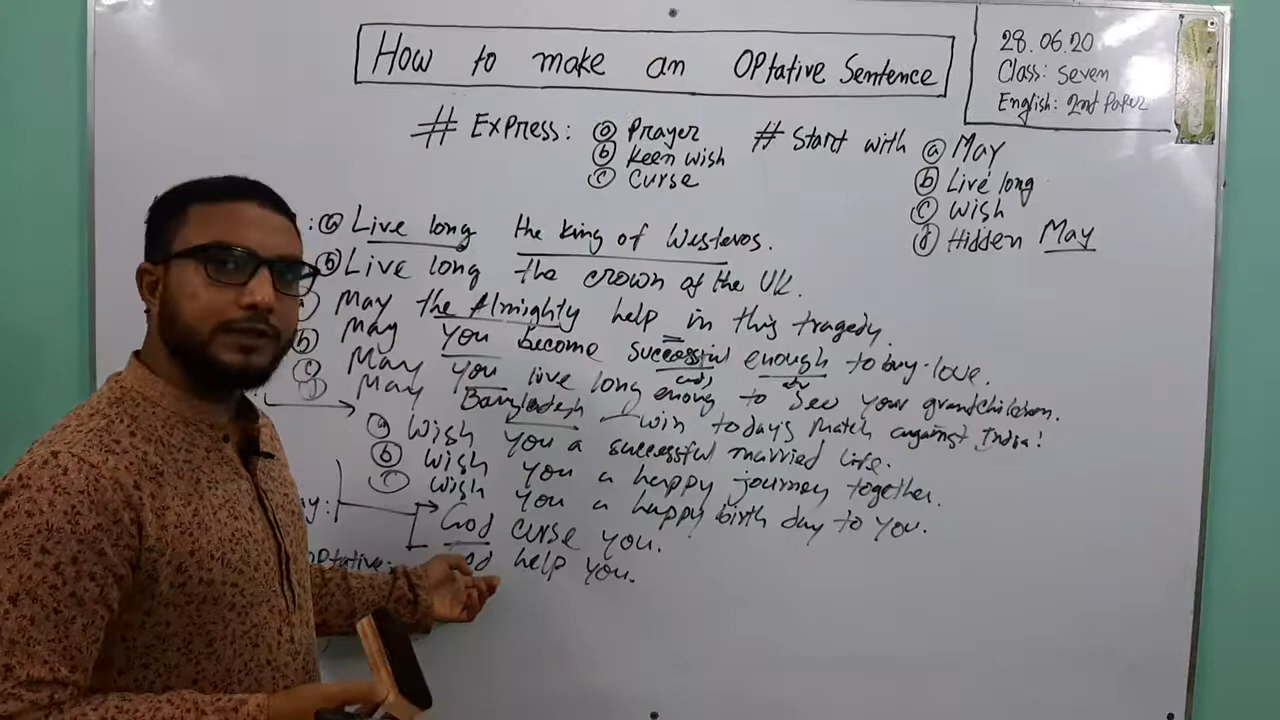 How to make an OPtative Sentence
28.06.20
Class: Seven
English: 2nd PaPer
# ExPress: ⓐ Prayer
ⓑ Keen wish
ⓒ Curse
# Start with ⓐ May
ⓑ Live long
ⓒ Wish
ⓓ Hidden May
: ⓐ Live long the king of Westeros.
ⓑ Live long the crown of the UK.
May the Almighty help in this tragedy.
ⓑ May you become successful enough to buy love.
ⓒ May you live long enoug to see your grandchildren.
ⓓ May Bangladesh win today's match against India!
ⓐ Wish you a successful married life.
ⓑ Wish you a happy journey together.
ⓒ Wish you a happy birth day to you.
God curse you.
OPtative: help you.